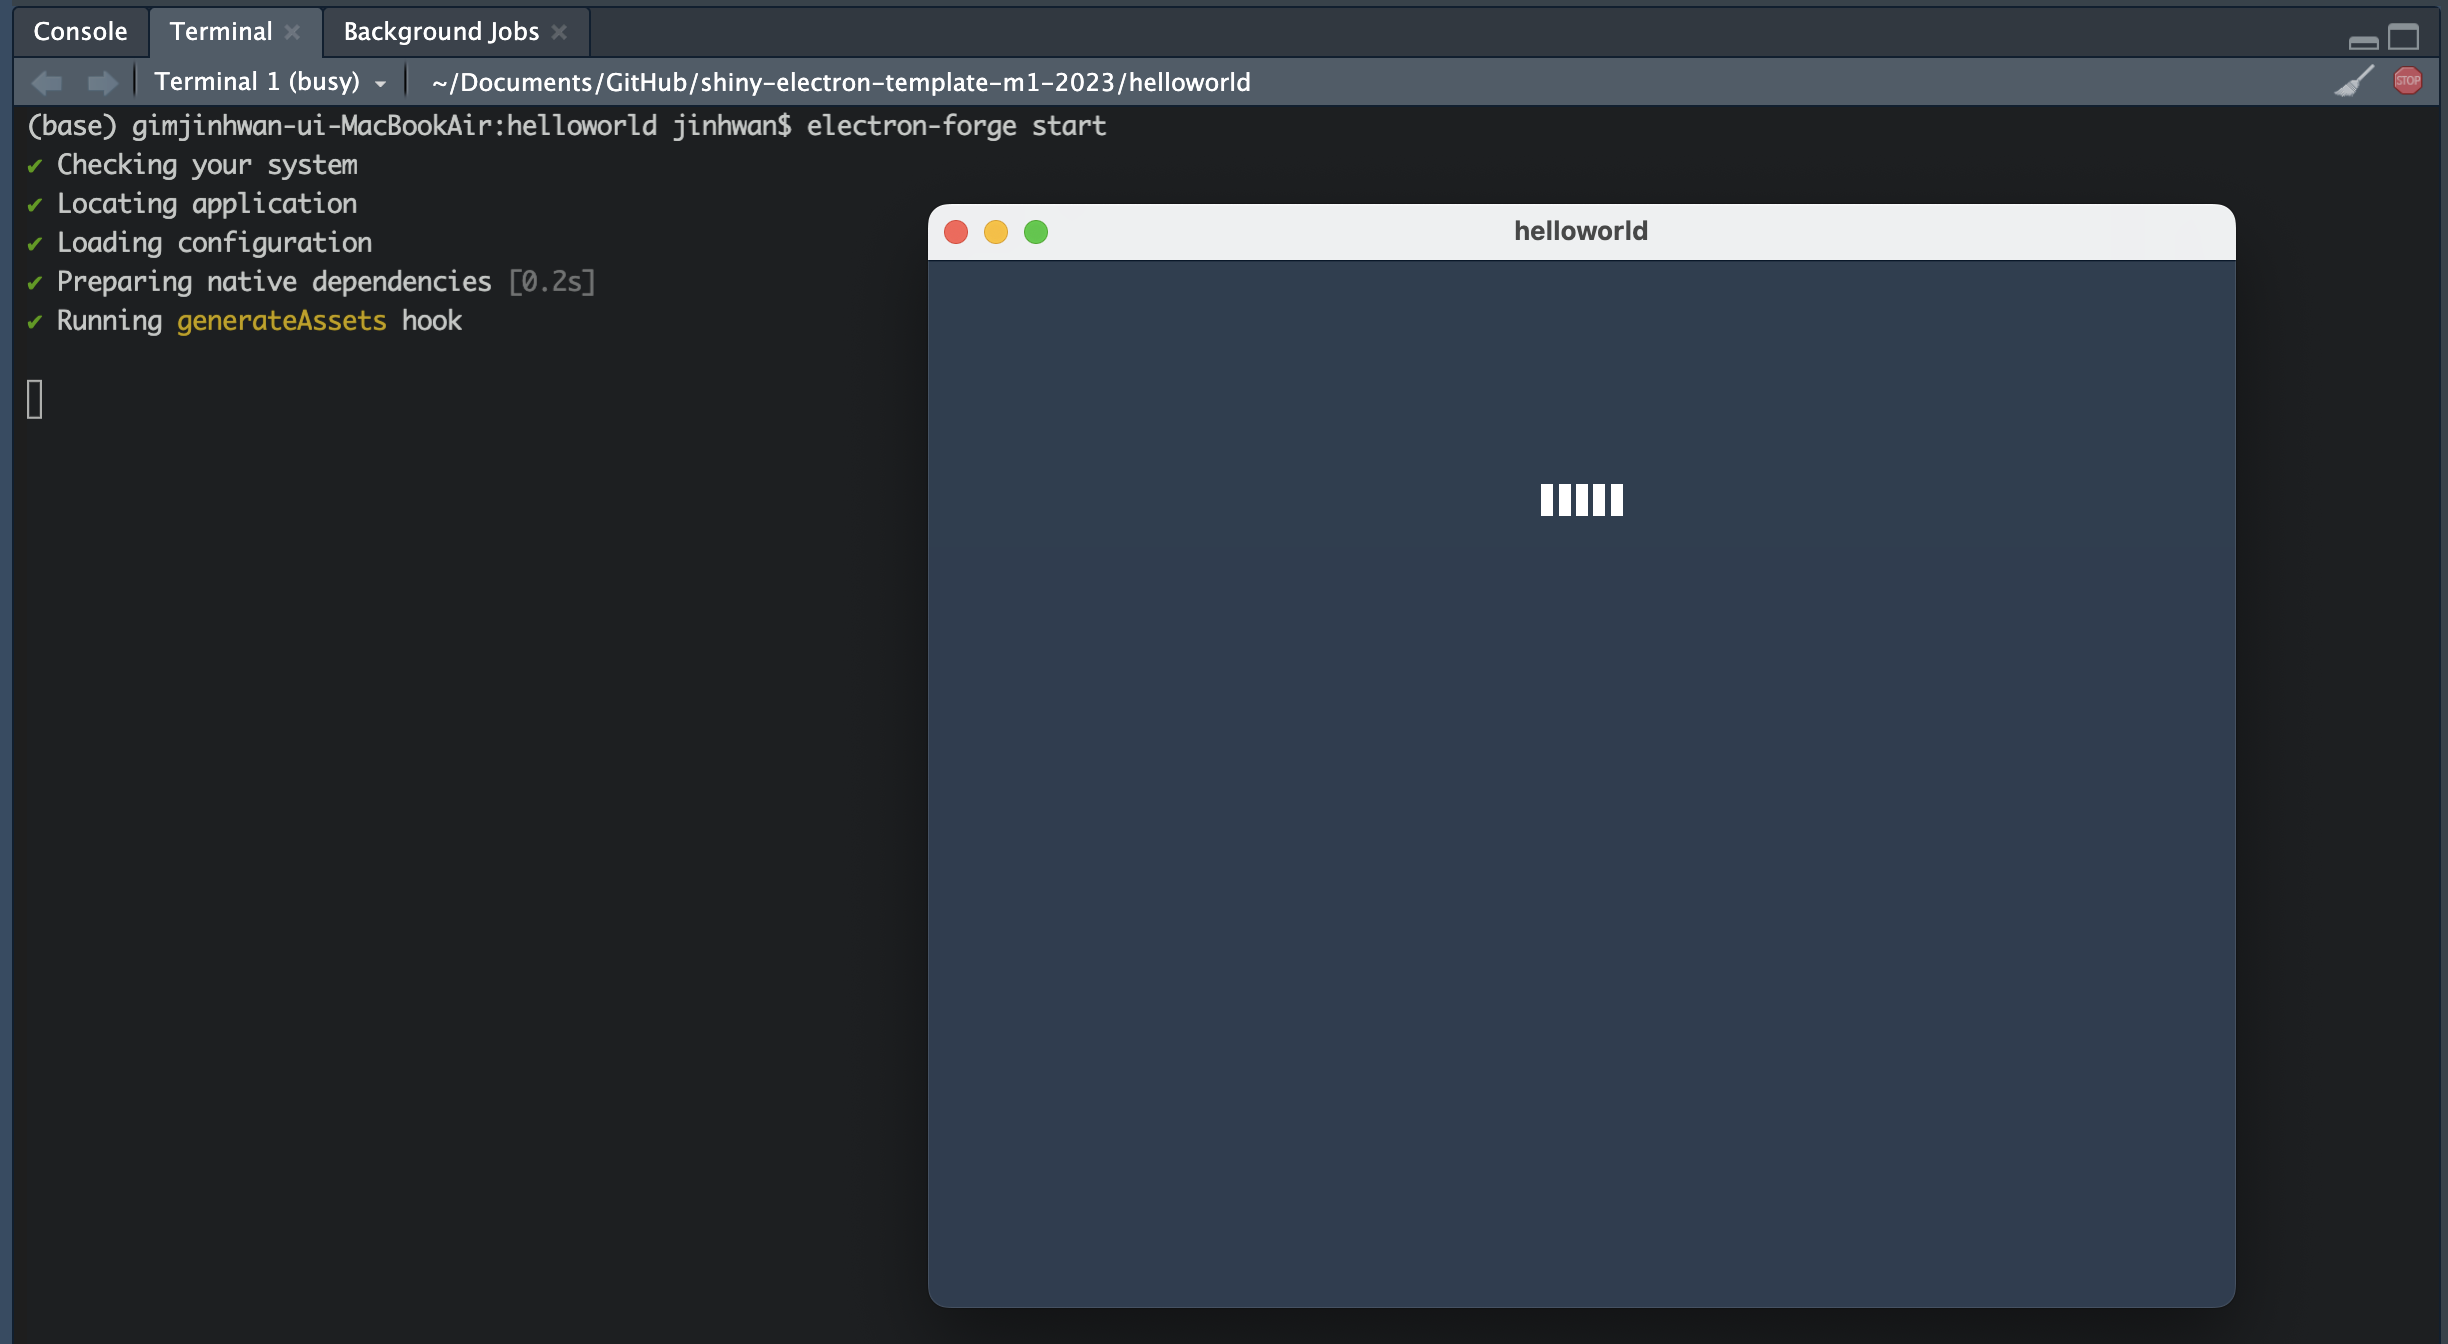 Console Terminal Background Jobs
Terminal 1 (busy) ~/Documents/GitHub/shiny-electron-template-m1-2023/helloworld STOP
(base) gimjinhwan-ui-MacBookAir:helloworld jinhwan$ electron-forge start
✔ Checking your system
✔ Locating application
✔ Loading configuration
✔ Preparing native dependencies [0.2s]
✔ Running generateAssets hook
helloworld